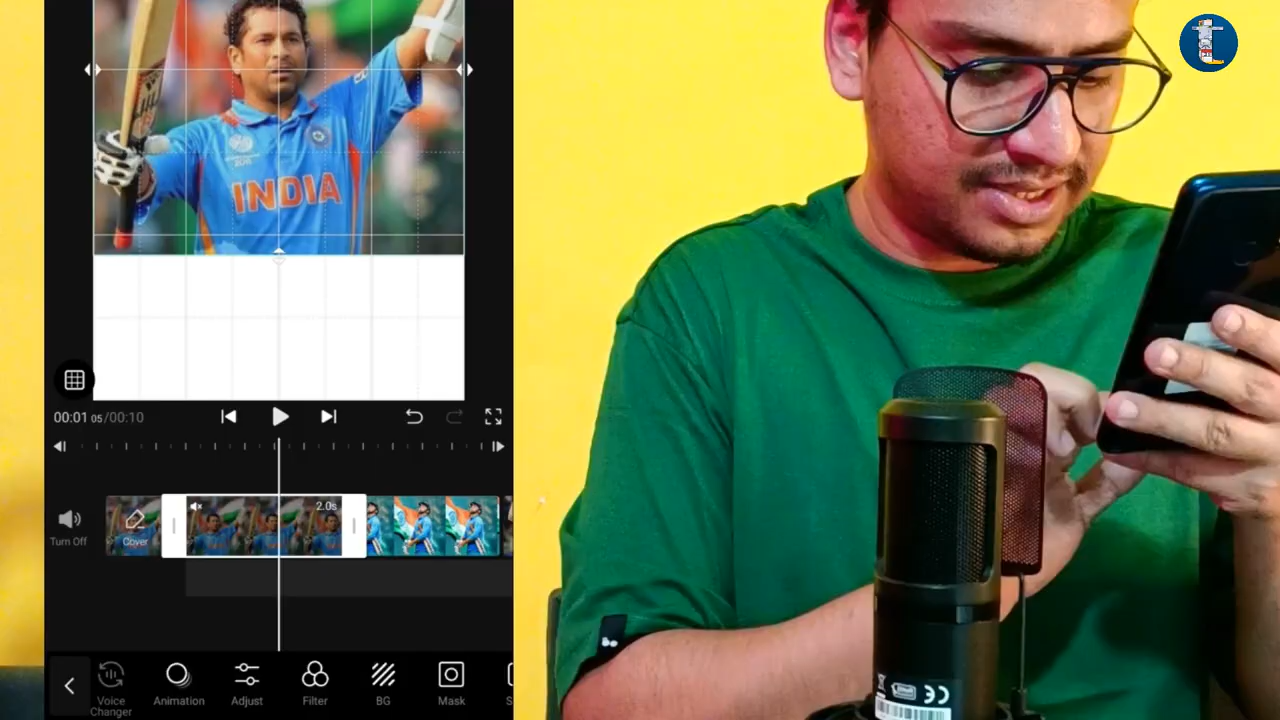 INDIA
00:01 05/00:10
Turn Off
Cover
2.0s
Voice
Changer
Animation
Adjust
Filter
BG
Mask
CE